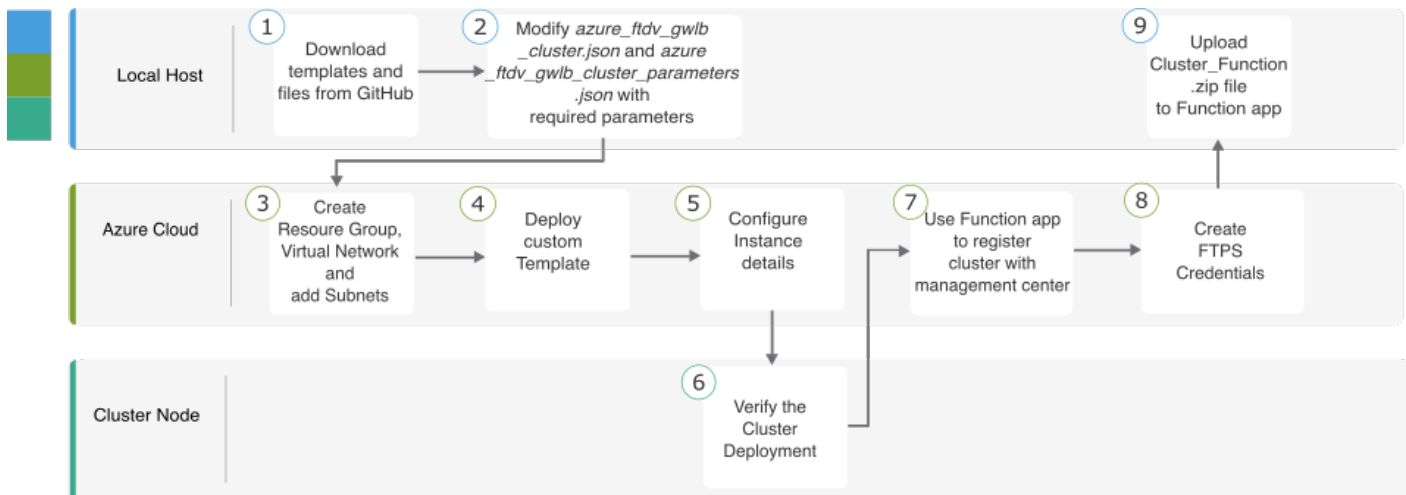 Local Host
1
Download
templates and
files from GitHub
2
Modify azure_ftdv_gwlb
_cluster.json and azure
_ftdv_gwlb_cluster_parameters
.json with
required parameters
9
Upload
Cluster_Function
.zip file
to Function app
Azure Cloud
3
Create
Resoure Group,
Virtual Network
and
add Subnets
4
Deploy
custom
Template
5
Configure
Instance
details
7
Use Function app
to register
cluster with
management center
8
Create
FTPS
Credentials
Cluster Node
6
Verify the
Cluster
Deployment